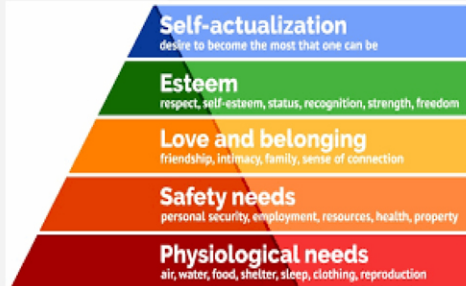 Self-actualization
desire to become the most that one can be
Esteem
respect, self-esteem, status, recognition, strength, freedom
Love and belonging
friendship, intimacy, family, sense of connection
Safety needs
personal security, employment, resources, health, property
Physiological needs
air, water, food, shelter, sleep, clothing, reproduction